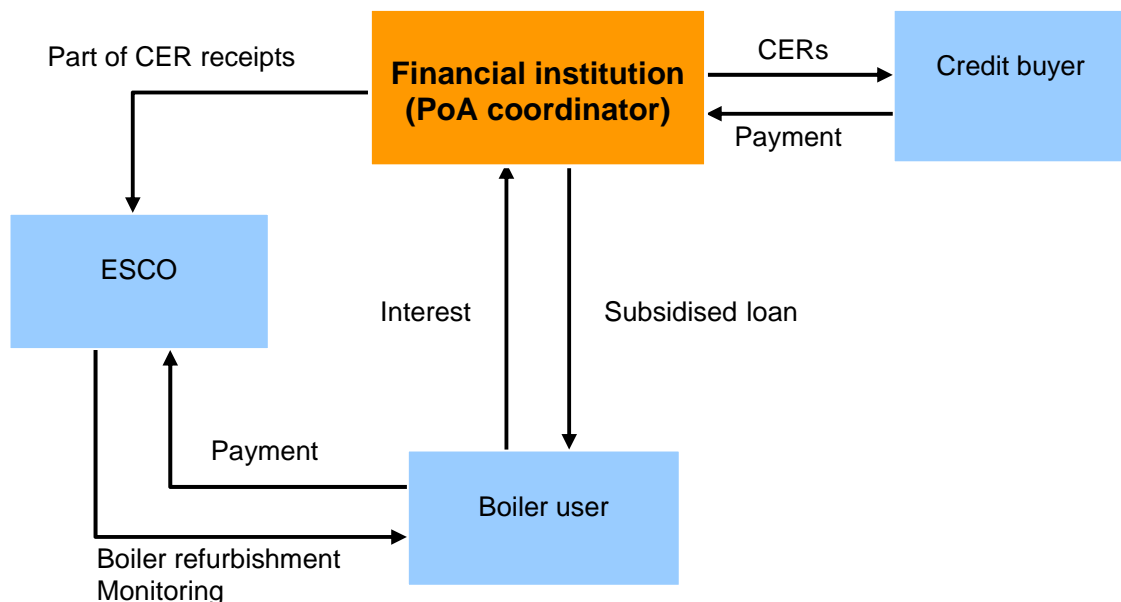 Part of CER receipts
Financial institution
(PoA coordinator)
CERs
Payment
Credit buyer
ESCO
Interest
Subsidised loan
Payment
Boiler user
Boiler refurbishment
Monitoring